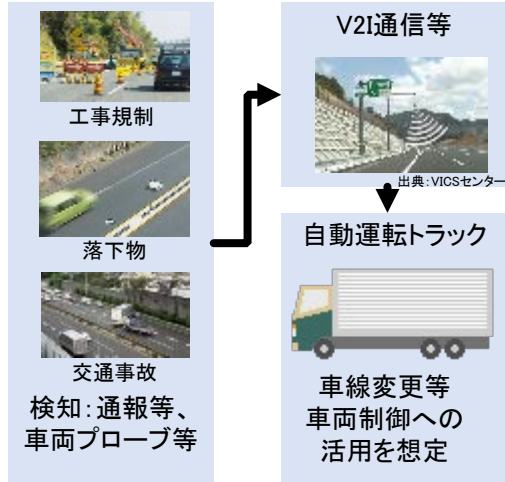 工事規制
落下物
交通事故
検知：通報等、
車両プローブ等
V2I通信等
出典：VICSセンター
自動運転トラック
車線変更等
車両制御への
活用を想定